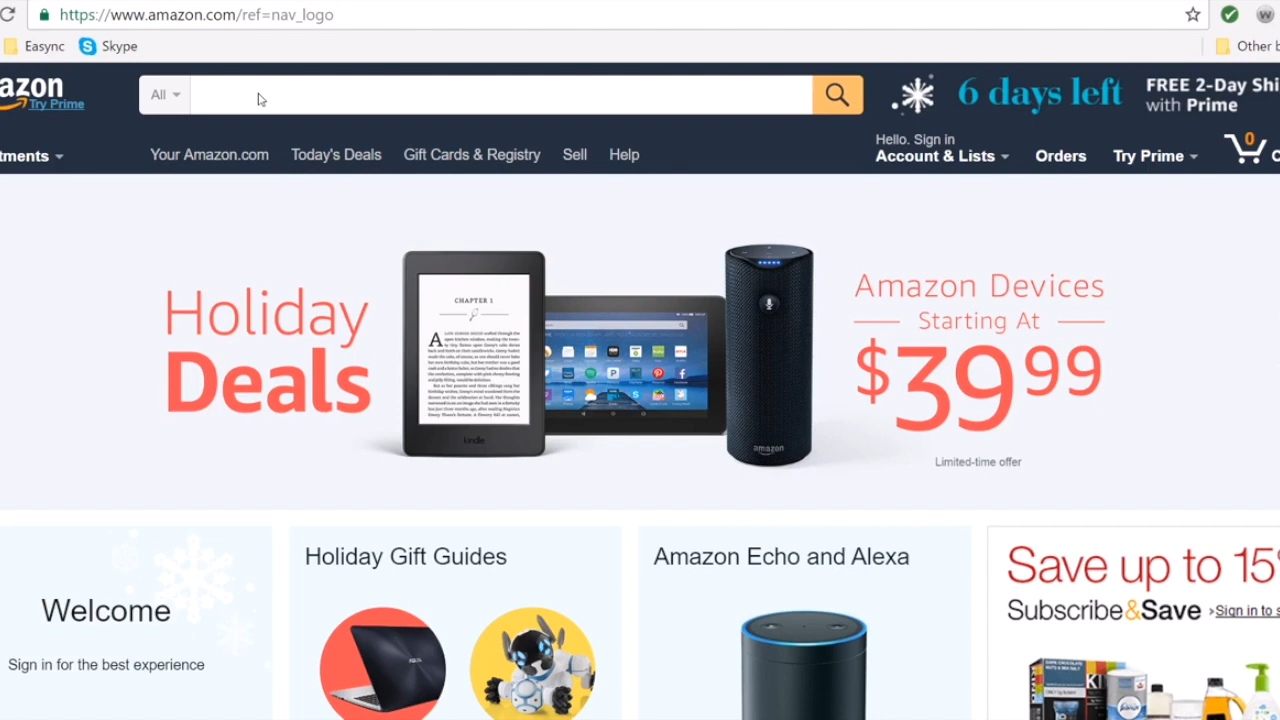 https://www.amazon.com/ref=nav_logo
Easync
Skype
Other b
azon
Try Prime
All
6 days left
FREE 2-Day Shi
with Prime
tments
Your Amazon.com
Today's Deals
Gift Cards & Registry
Sell
Help
Hello. Sign in
Account & Lists
Orders
Try Prime
0
C
Holiday
Deals
CHAPTER 1
kindle
amazon
Amazon Devices
Starting At
$39.99
Limited-time offer
Welcome
Sign in for the best experience
Holiday Gift Guides
ASUS
Amazon Echo and Alexa
Save up to 15%
Subscribe&Save
›Sign in to s